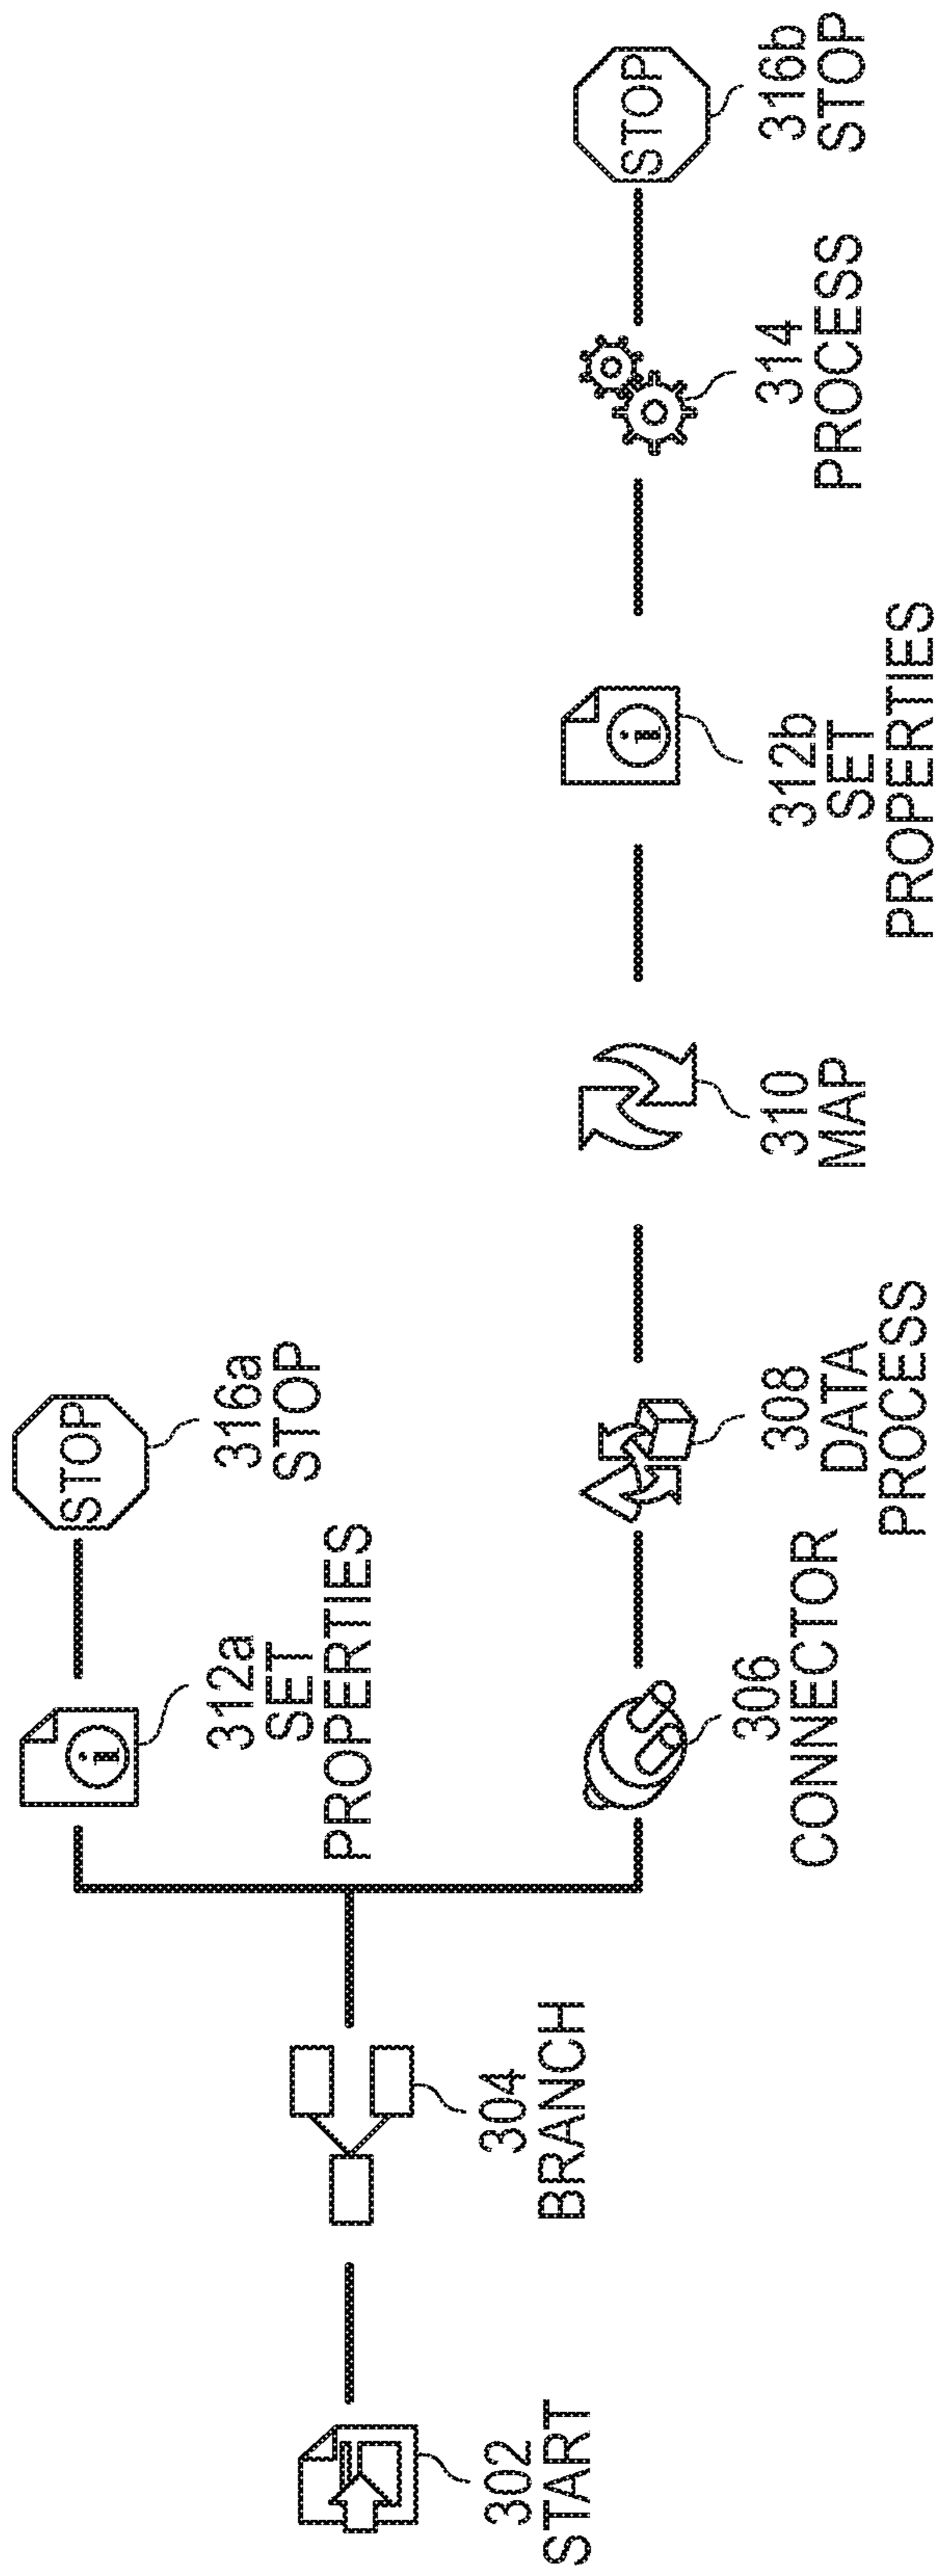 302
START
304
BRANCH
312a
SET
PROPERTIES
STOP
316a
STOP
306
CONNECTOR
308
DATA
PROCESS
310
MAP
i
312b
SET
PROPERTIES
i
314
PROCESS
STOP
316b
STOP